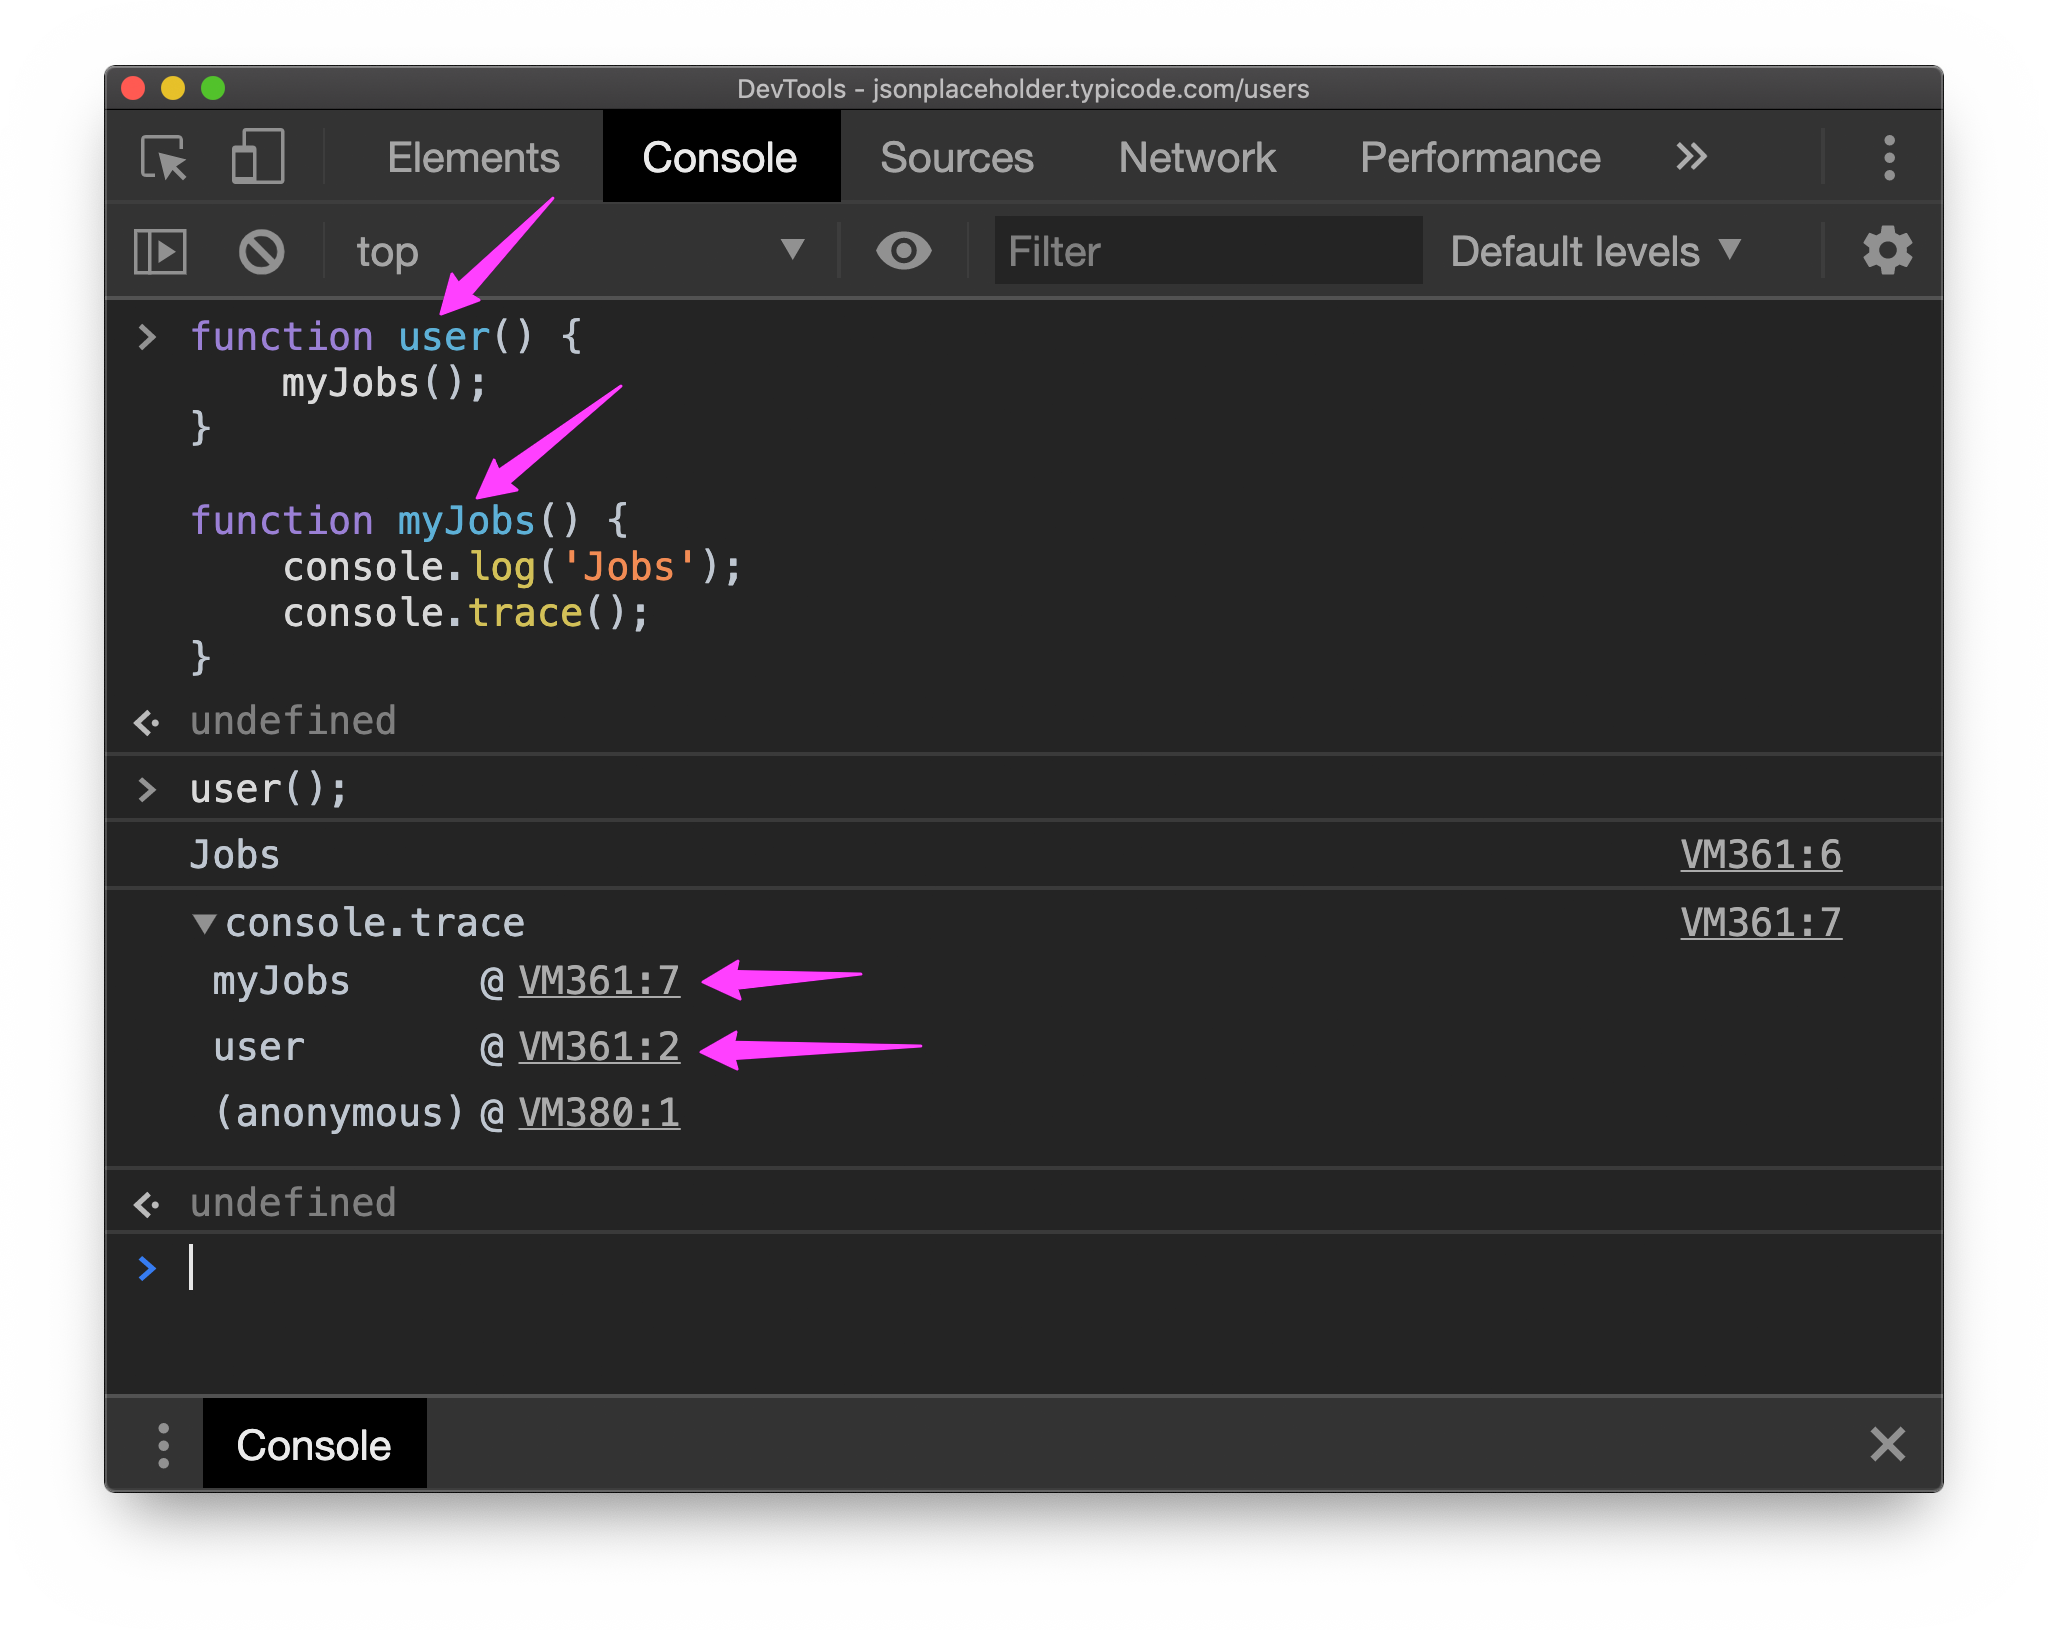 DevTools - jsonplaceholder.typicode.com/users
Elements Console Sources Network Performance
top Filter Default levels
function user() {
    myJobs();
}
function myJobs() {
    console.log('Jobs');
    console.trace();
}
undefined
user();
Jobs VM361:6
console.trace VM361:7
myJobs @ VM361:7
user @ VM361:2
(anonymous) @ VM380:1
undefined
Console